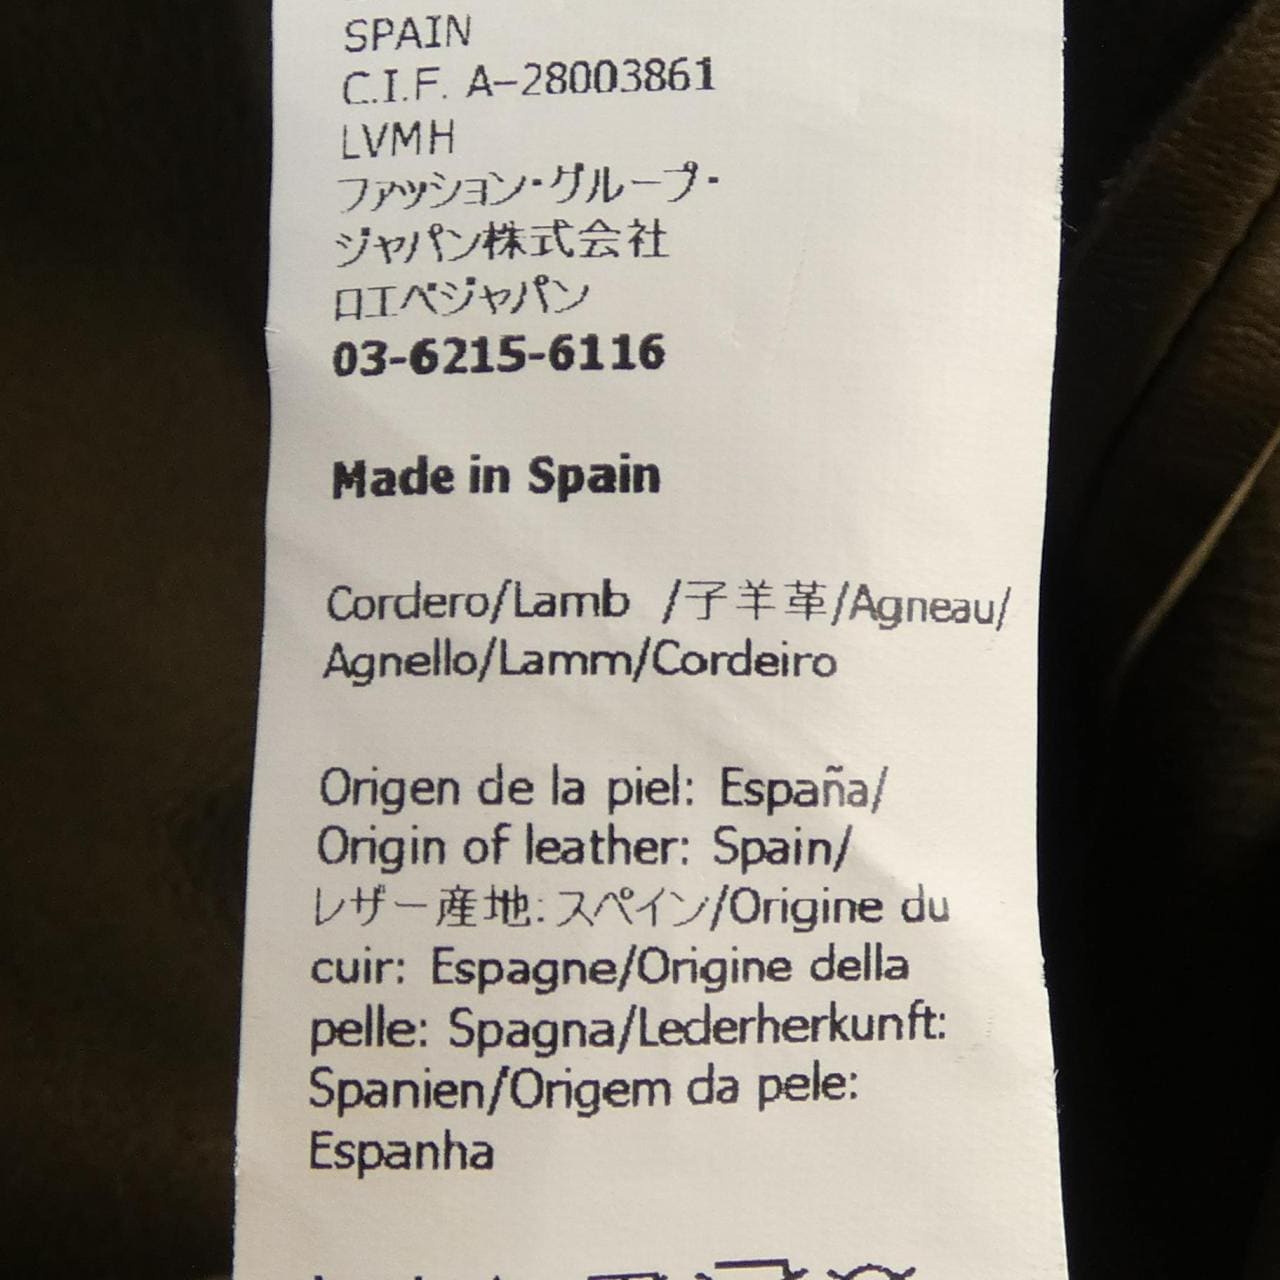 SPAIN
C.I.F. A-28003861
LVMH
ファッション・グループ・
ジャパン株式会社
ロエベジャパン
03-6215-6116
Made in Spain
Cordero/Lamb /子羊革/Agneau/
Agnello/Lamm/Cordeiro
Origen de la piel: España/
Origin of leather: Spain/
レザー産地: スペイン/Origine du
cuir: Espagne/Origine della
pelle: Spagna/Lederherkunft:
Spanien/Origem da pele:
Espanha